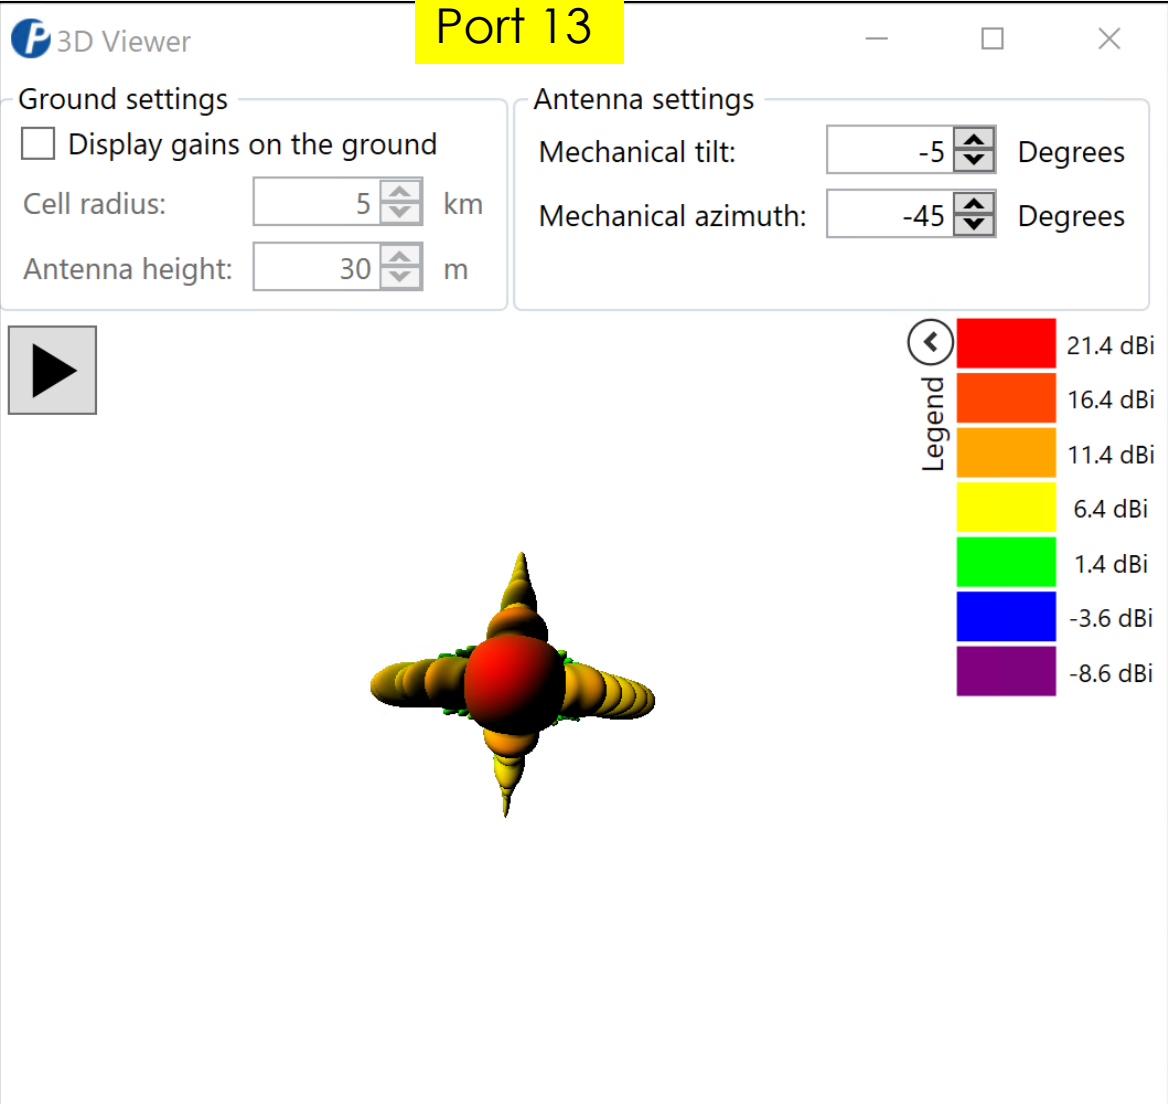 Port 13
3D Viewer
Ground settings
Display gains on the ground
Cell radius: 5 km
Antenna height: 30 m
Antenna settings
Mechanical tilt: -5 Degrees
Mechanical azimuth: -45 Degrees
Legend
21.4 dBi
16.4 dBi
11.4 dBi
6.4 dBi
1.4 dBi
-3.6 dBi
-8.6 dBi